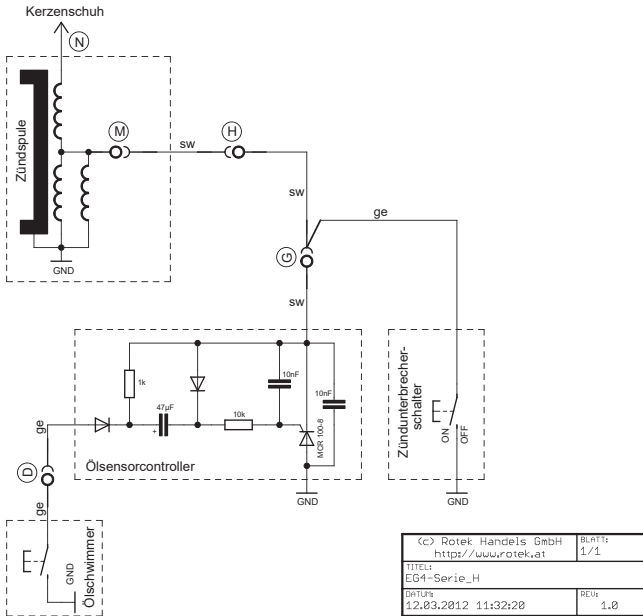 Kerzenschuh
N
Zündspule
M
sw
H
sw
ge
GND
G
sw
10nF
1k
47µF
10nF
+
10k
MCR 100-8
ge
Ölsensorcontroller
D
GND
ge
Zündunterbrecher-
schalter
ON
OFF
GND
GND
Ölschwimmer
(c) Rotek Handels GmbH
http://www.rotek.at
BLATT:
1/1
TITEL:
EG4-Serie_H
DATUM:
12.03.2012 11:32:20
REV:
1.0